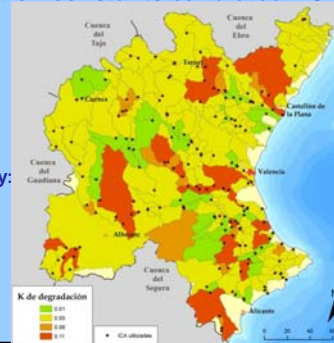 Cuenca
del
Tajo
Cuenca
del
Ebro
Teruel
Cuenca
Castellón de
la Plana
Cuenca
del
Guadiana
Valencia
y:
Albacete
Cuenca
del
Segura
Alicante
K de degradación
0.01
0.05
0.08
0.11
ICA utilizadas
0
20
40
60